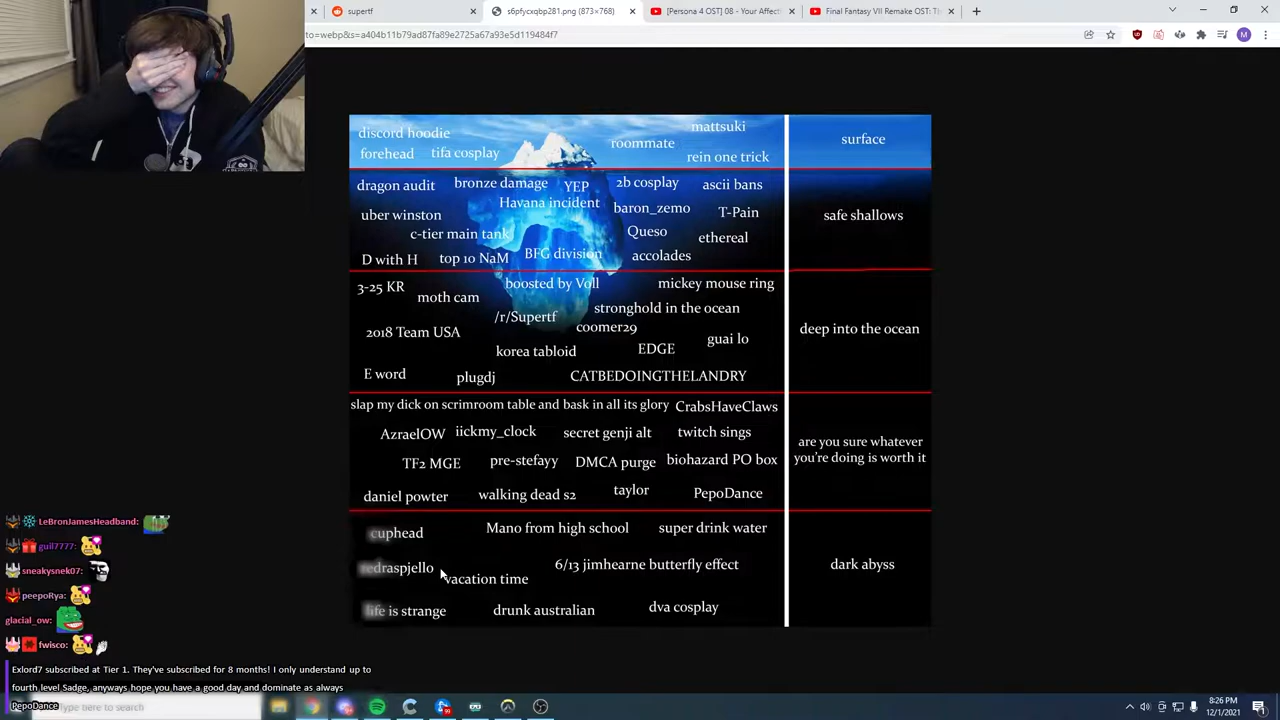 supertf
s6pfycxqbp281.png (873×768)
[Persona 4 OST] 08 - Your Affect
Final Fantasy VII Remake OST: Ti
to=webp&s=a404b11b79ad87fa89e2725a67a93e5d119484f7
discord hoodie
forehead
tifa cosplay
roommate
mattsuki
rein one trick
surface
dragon audit
bronze damage
YEP
2b cosplay
ascii bans
Havana incident
uber winston
baron_zemo
T-Pain
safe shallows
c-tier main tank
Queso
ethereal
D with H
top 10 NaM
BFG division
accolades
3-25 KR
moth cam
boosted by Voll
mickey mouse ring
/r/Supertf
stronghold in the ocean
coomer29
2018 Team USA
guai lo
deep into the ocean
korea tabloid
EDGE
E word
plugdj
CATBEDOINGTHELANDRY
slap my dick on scrimroom table and bask in all its glory
CrabsHaveClaws
AzraelOW
iickmy_clock
secret genji alt
twitch sings
are you sure whatever
you're doing is worth it
TF2 MGE
pre-stefayy
DMCA purge
biohazard PO box
daniel powter
walking dead s2
taylor
PepoDance
cuphead
Mano from high school
super drink water
redraspjello
vacation time
6/13 jimhearne butterfly effect
dark abyss
life is strange
drunk australian
dva cosplay
LeBronJamesHeadband:
guil7777:
sneakysnek07:
peepoRya:
glacial_ow:
fwisco:
Exlord7 subscribed at Tier 1. They've subscribed for 8 months! I only understand up to
fourth level Sadge, anyways hope you have a good day and dominate as always
PepoDance
Type here to search
8:26 PM
12/1/2021